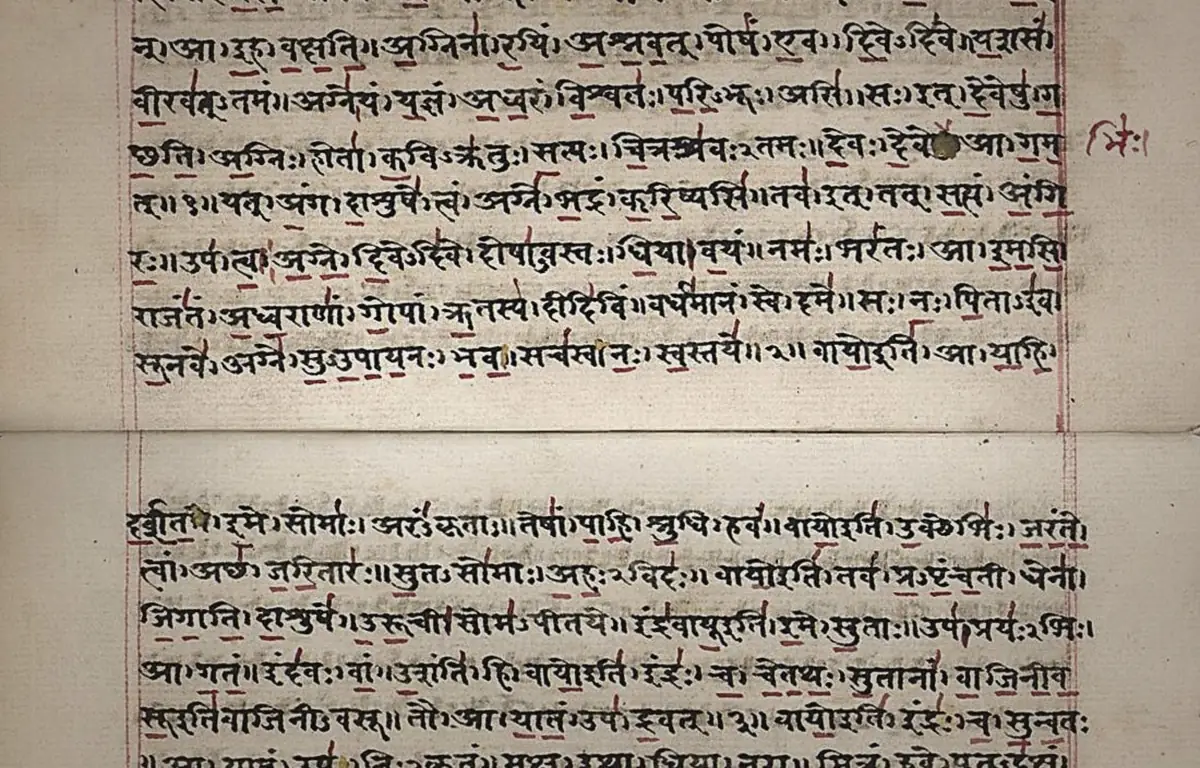 न्। आ। इह। वक्षति॥ अग्निना। रयिं। अश्नवत्। पोषं। एव। दिवेऽदिवे॥ यशसं।
वीरवत्ऽतमं॥ अग्ने। यं। यज्ञं। अध्वरं। विश्वतः। परिऽभूः। असि॥ सः। इत्। देवेषु। ग
च्छति। अग्निः। होता। कविऽक्रतुः। सत्यः। चित्रश्रवःऽतमः॥ देवः। देवे आ। गम
भिः।
त्॥१॥ यत्। अंग। दाशुषे। त्वं। अग्ने। भद्रं। करिष्यसि॥ तव। इत्। तत्। सत्यं। अंगि
रः॥ उप। त्वा। अग्ने। दिवेऽदिवे। दोषाऽवस्तः। धिया। वयं॥ नमः। भरंतः। आ। इमसि।
राजंतं। अध्वराणां। गोपां। ऋतस्य। दीदिविं॥ वर्धमानं। स्वे। दमे॥ सः। नः। पिताऽइव।
सूनवे। अग्ने। सुऽउपायनः। भव॥ सचस्व। नः। स्वस्तये॥२॥ वायो इति। आ। याहि।
दर्शत। इमे। सोमाः। अरंऽकृताः॥ तेषां। पाहि। श्रुधि। हवं॥ वायो इति। उक्थेभिः। जरंते।
त्वां। अच्छ। जरितारः॥ सुतऽसोमाः। अहःऽविदः॥ वायो इति। तव। प्रऽपृंचती। धेना।
जिगाति। दाशुषे। उरूची। सोमऽपीतये॥ इंद्रवायू इति। इमे। सुताः॥ उप। प्रयःऽभिः।
आ। गतं॥ इंदवः। वां। उशंति। हि॥ वायो इति। इंद्रः। च। चेतथः। सुतानां। वाजिनीव
सू इति वाजिनीऽवसू॥ तौ। आ। यातं। उप। द्रवत्॥३॥ वायो इति। इंद्रः। च। सुन्वतः